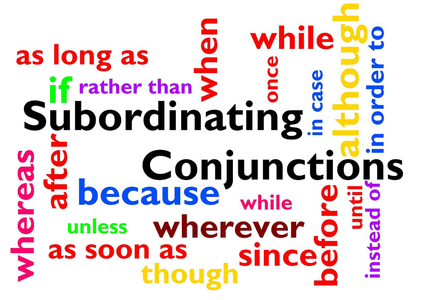 as long as
when
while
although
in order to
if
rather than
once
in case
Subordinating
Conjunctions
whereas
after
because
while
before
until
instead of
unless
wherever
as soon as
since
though